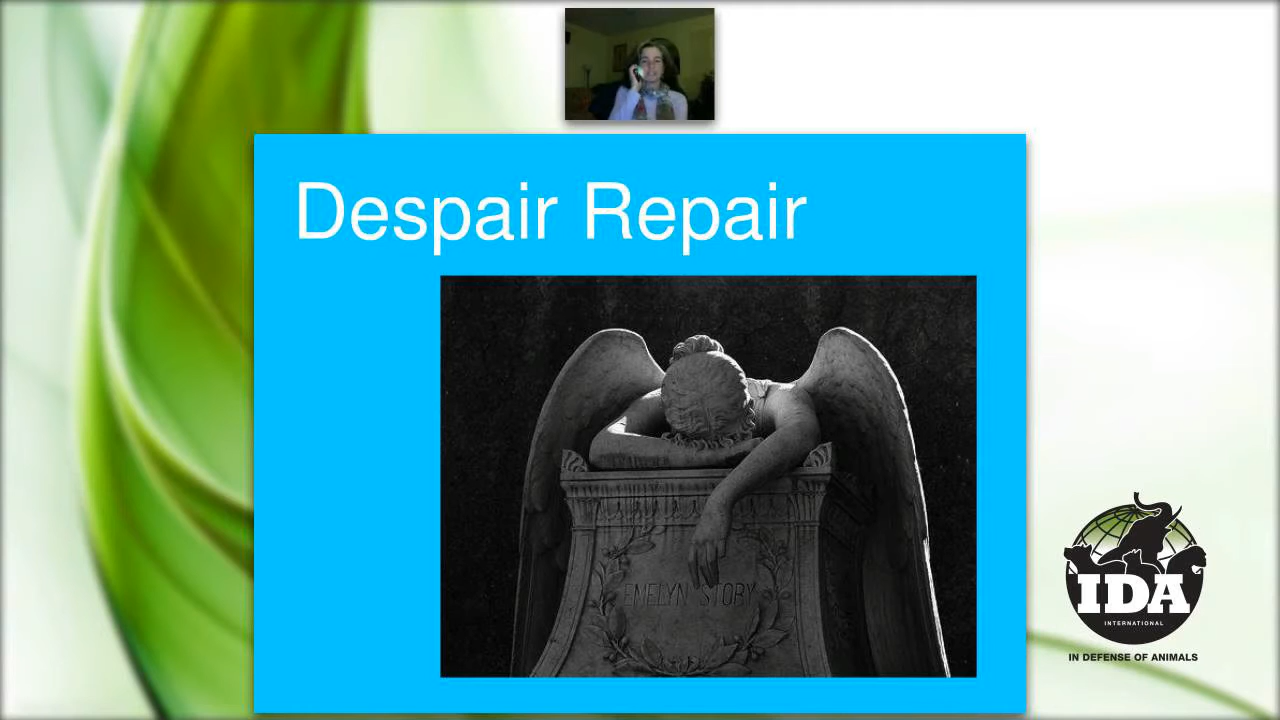 Despair Repair
EMELYN STORY
IDA
INTERNATIONAL
IN DEFENSE OF ANIMALS